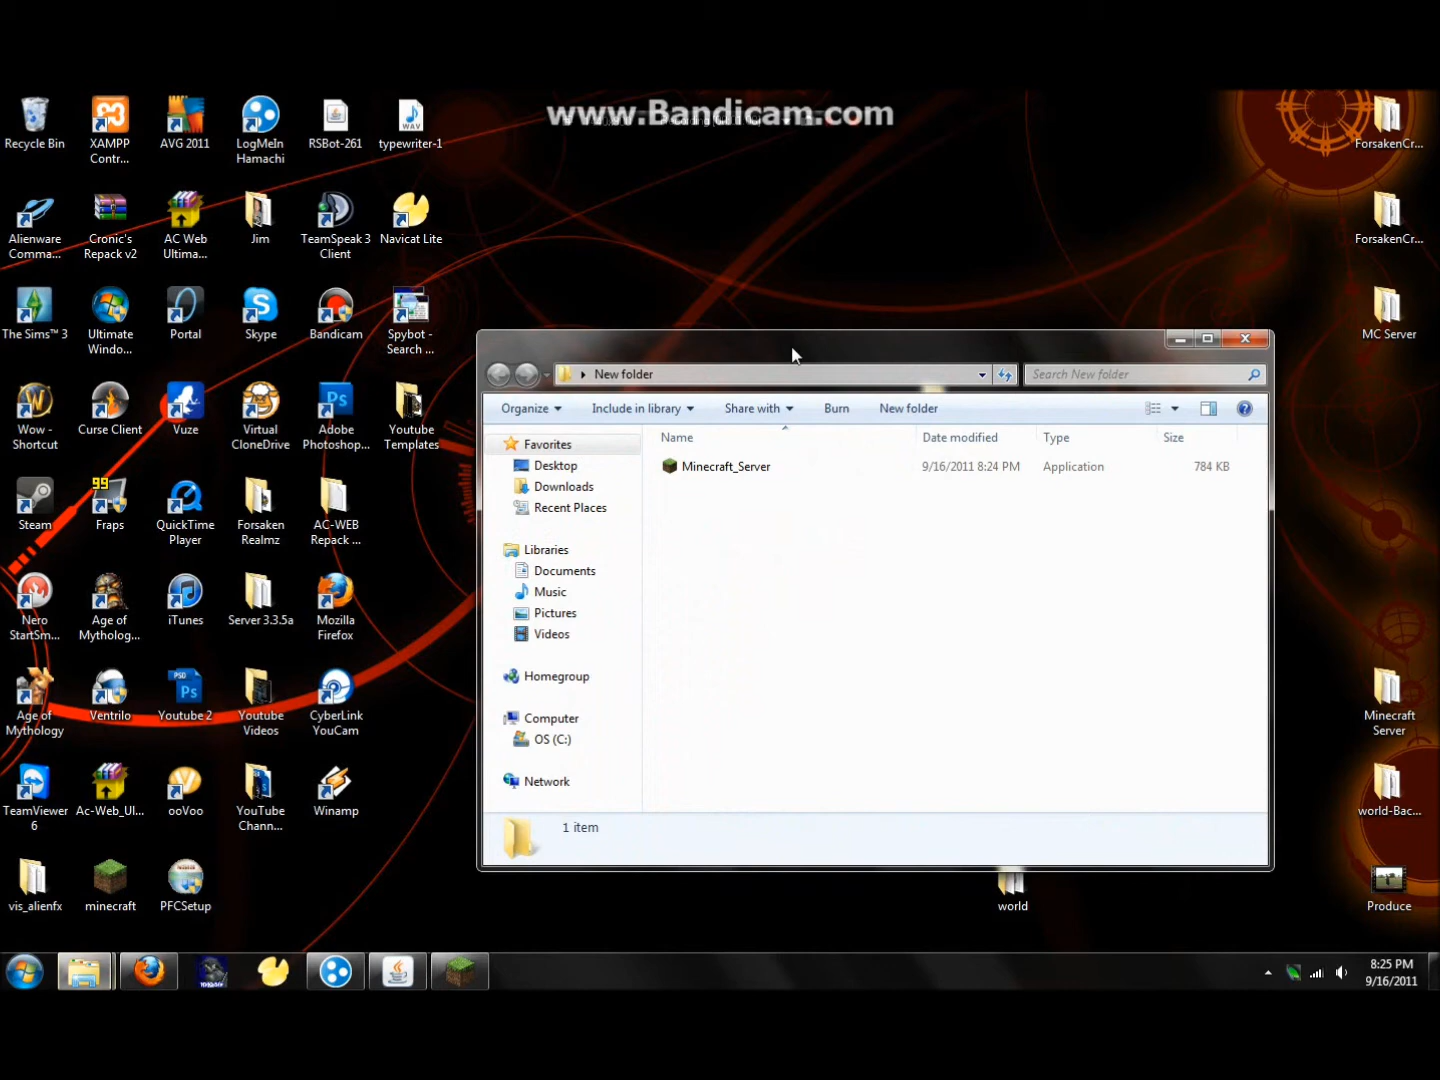 www.Bandicam.com
Recycle Bin
XAMPP
Contr...
AVG 2011
LogMeIn
Hamachi
RSBot-261
typewriter-1
WAV
ForsakenCr...
Alienware
Comma...
Cronic's
Repack v2
AC Web
Ultima...
Jim
TeamSpeak 3
Client
Navicat Lite
ForsakenCr...
The Sims™ 3
Ultimate
Windo...
Portal
Skype
Bandicam
Spybot -
Search ...
MC Server
Wow -
Shortcut
Curse Client
Vuze
Virtual
CloneDrive
Ps
Adobe
Photoshop...
Youtube
Templates
Steam
99
Fraps
QuickTime
Player
Forsaken
Realmz
AC-WEB
Repack ...
Nero
StartSm...
Age of
Mytholog...
iTunes
Server 3.3.5a
Mozilla
Firefox
Age of
Mythology
Ventrilo
PSD
Ps
Youtube 2
Youtube
Videos
CyberLink
YouCam
Minecraft
Server
TeamViewer
6
Ac-Web_Ul...
ooVoo
YouTube
Chann...
Winamp
world-Bac...
vis_alienfx
minecraft
PFCSetup
world
Produce
New folder
Search New folder
Organize
Include in library
Share with
Burn
New folder
Favorites
Desktop
Downloads
Recent Places
Libraries
Documents
Music
Pictures
Videos
Homegroup
Computer
OS (C:)
Network
Name
Date modified
Type
Size
Minecraft_Server
9/16/2011 8:24 PM
Application
784 KB
1 item
8:25 PM
9/16/2011